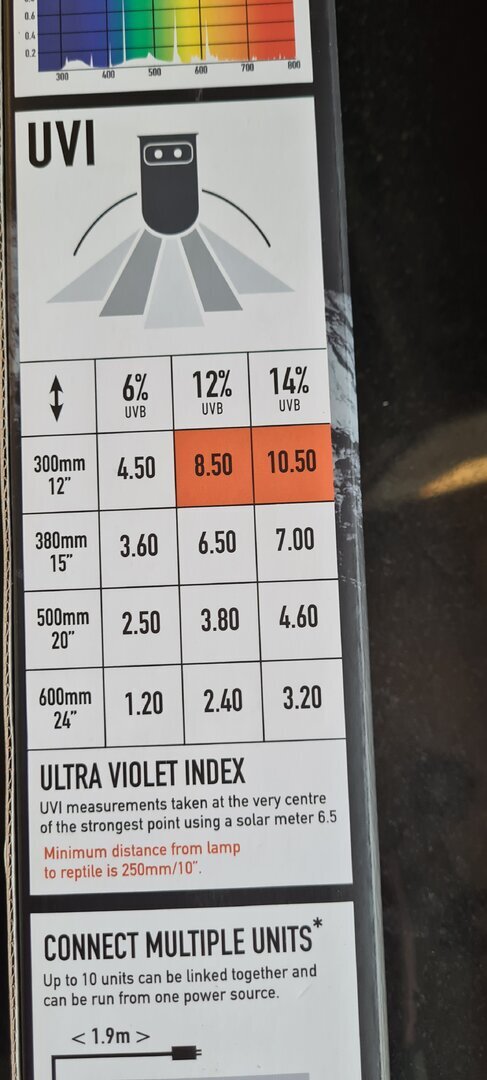 0.4
0.2
300 400 500 600 700 800
UVI
6% 12% 14%
UVB UVB UVB
300mm 4.50 8.50 10.50
12"
380mm 3.60 6.50 7.00
15"
500mm 2.50 3.80 4.60
20"
600mm 1.20 2.40 3.20
24"
ULTRA VIOLET INDEX
UVI measurements taken at the very centre
of the strongest point using a solar meter 6.5
Minimum distance from lamp
to reptile is 250mm/10".
CONNECT MULTIPLE UNITS*
Up to 10 units can be linked together and
can be run from one power source.
< 1.9m >